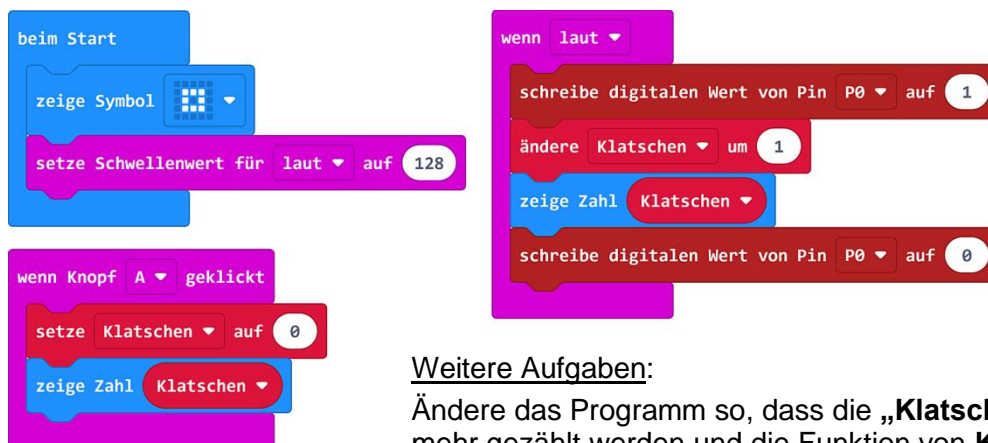 beim Start
zeige Symbol
setze Schwellenwert für laut auf 128
wenn Knopf A geklickt
setze Klatschen auf 0
zeige Zahl Klatschen
wenn laut
schreibe digitalen Wert von Pin P0 auf 1
ändere Klatschen um 1
zeige Zahl Klatschen
schreibe digitalen Wert von Pin P0 auf 0
Weitere Aufgaben:
Ändere das Programm so, dass die „Klatsch
mehr gezählt werden und die Funktion von K